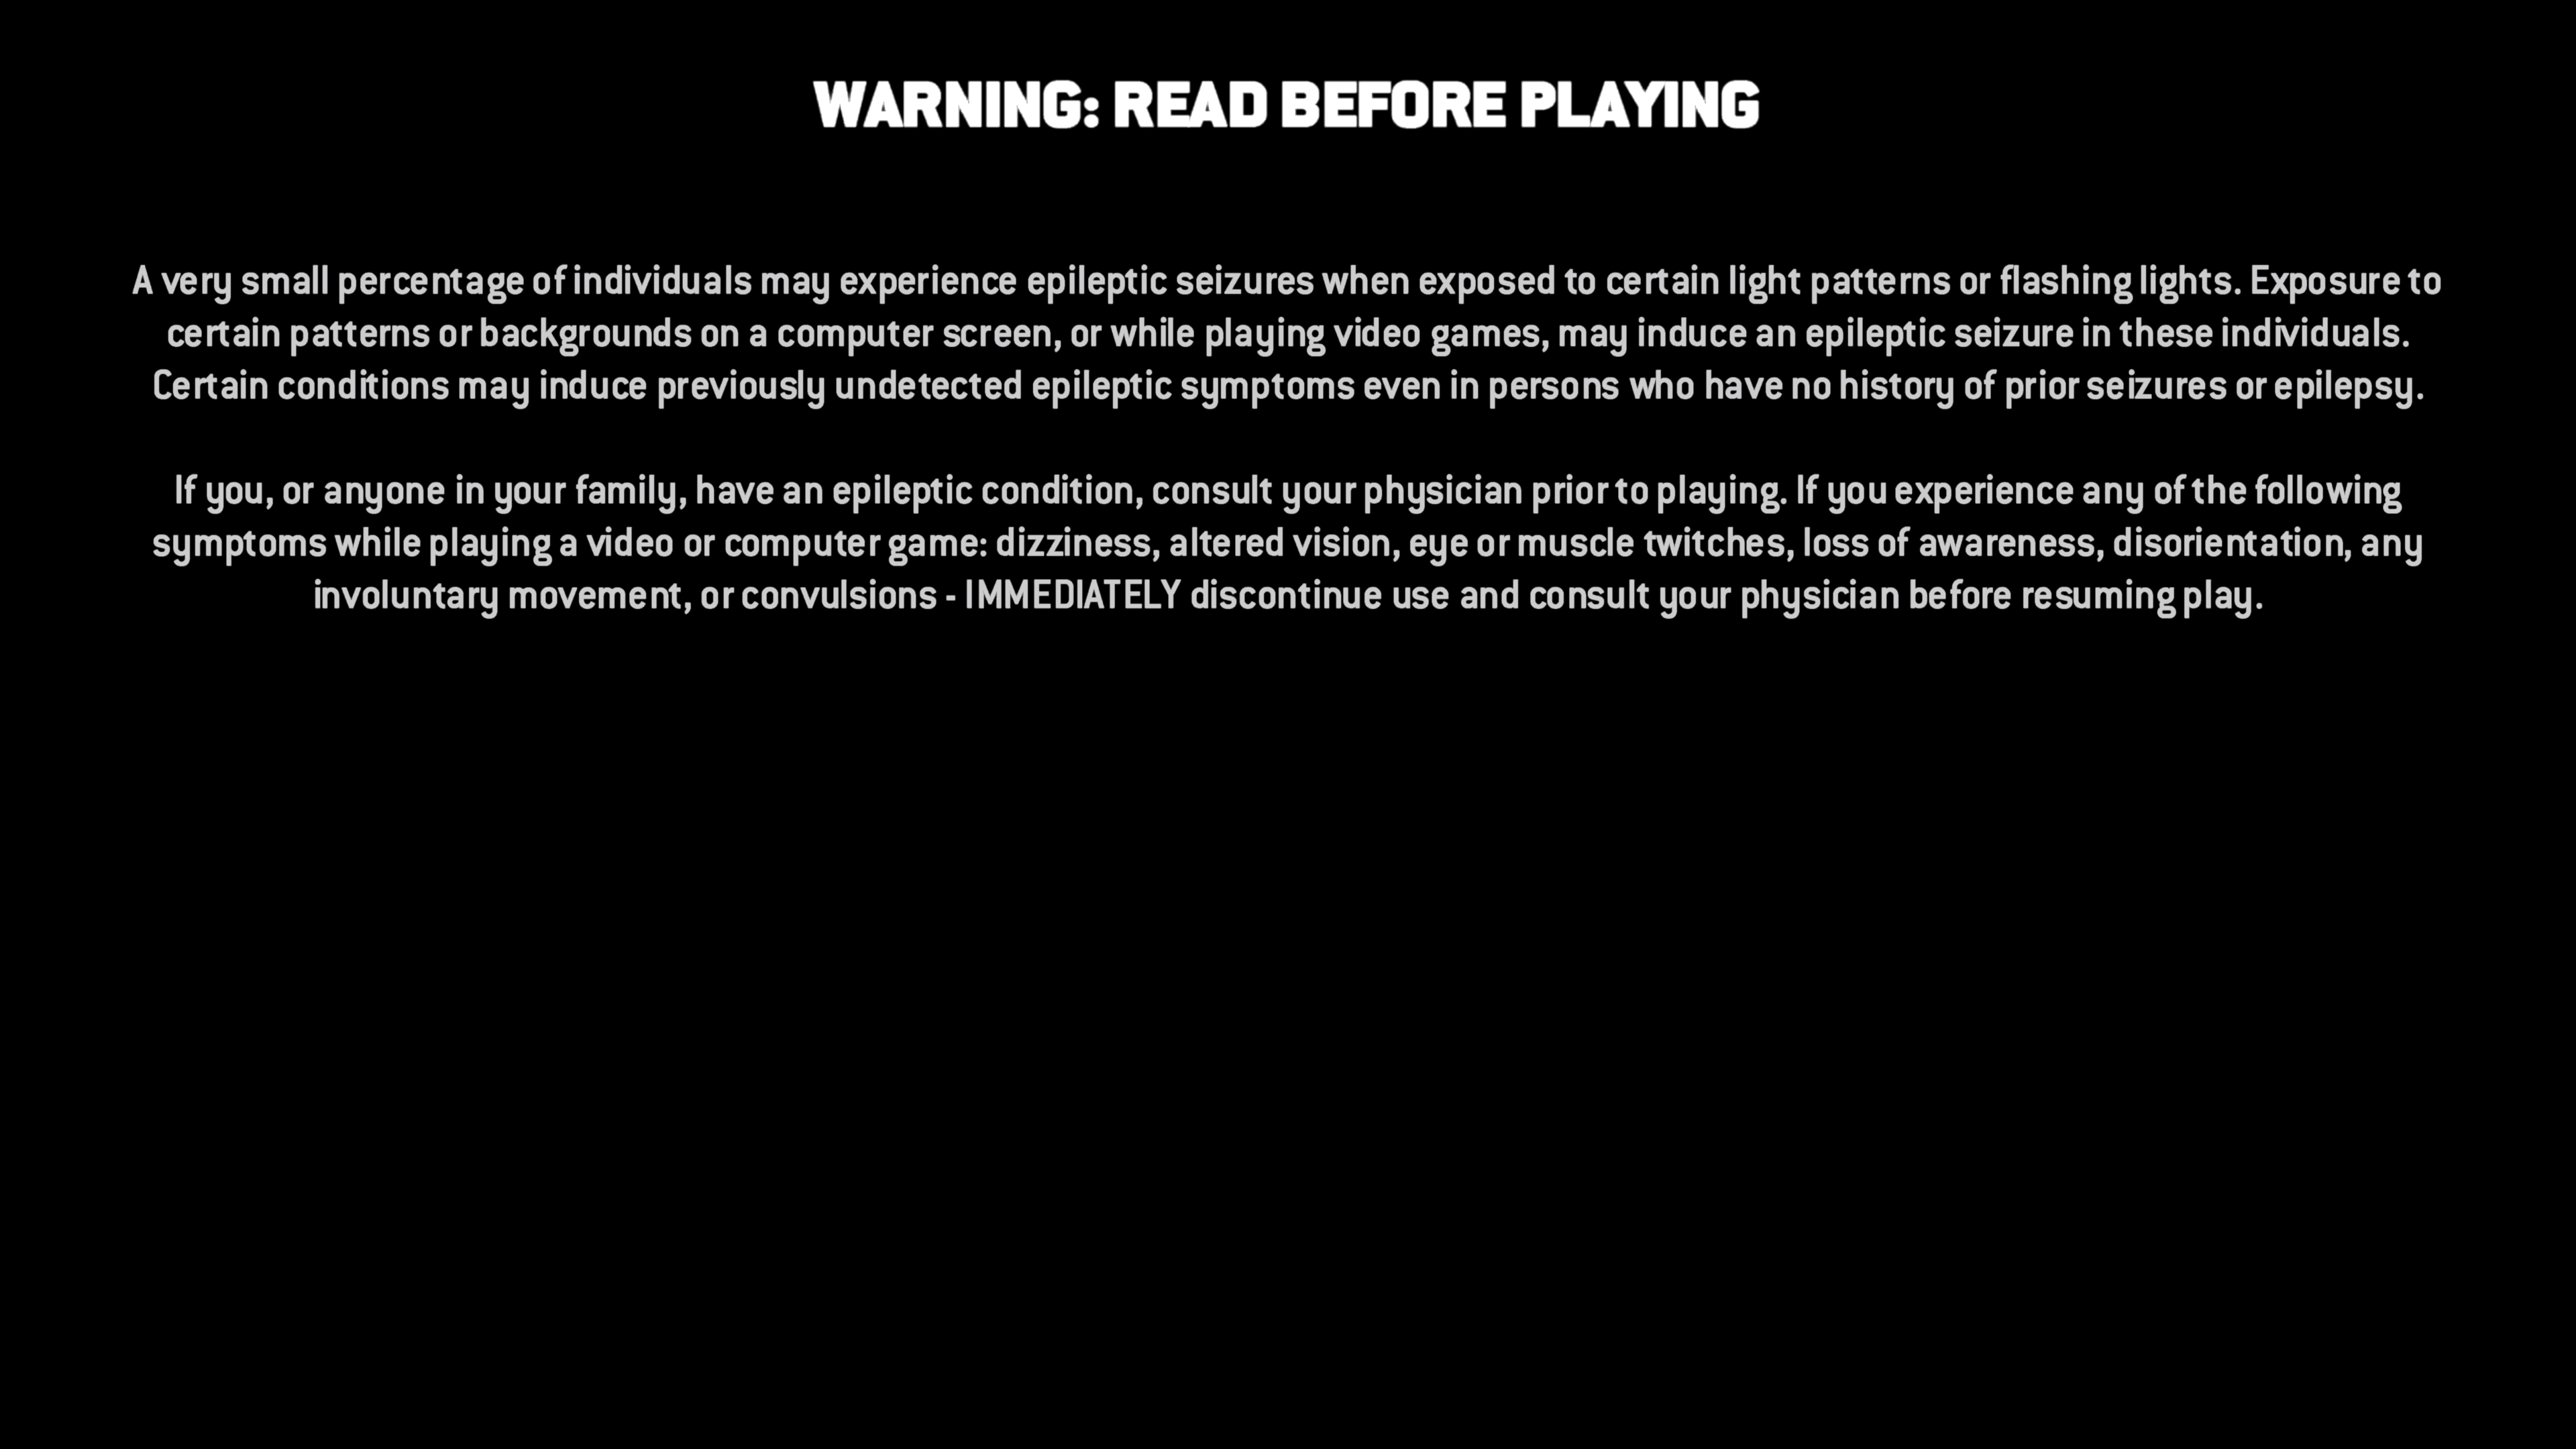 WARNING: READ BEFORE PLAYING
A very small percentage of individuals may experience epileptic seizures when exposed to certain light patterns or flashing lights. Exposure to
certain patterns or backgrounds on a computer screen, or while playing video games, may induce an epileptic seizure in these individuals.
Certain conditions may induce previously undetected epileptic symptoms even in persons who have no history of prior seizures or epilepsy.
If you, or anyone in your family, have an epileptic condition, consult your physician prior to playing. If you experience any of the following
symptoms while playing a video or computer game: dizziness, altered vision, eye or muscle twitches, loss of awareness, disorientation, any
involuntary movement, or convulsions - IMMEDIATELY discontinue use and consult your physician before resuming play.